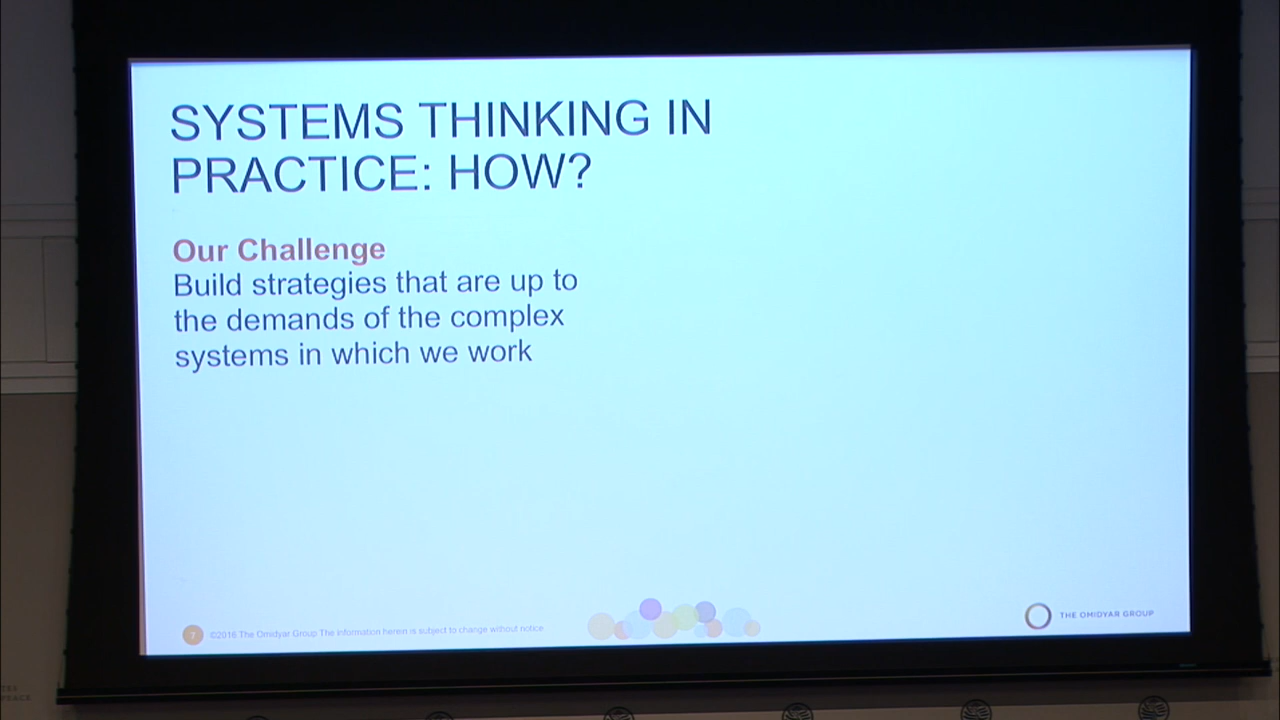 SYSTEMS THINKING IN
PRACTICE: HOW?
Our Challenge
Build strategies that are up to
the demands of the complex
systems in which we work
7
©2016 The Omidyar Group The information herein is subject to change without notice
THE OMIDYAR GROUP